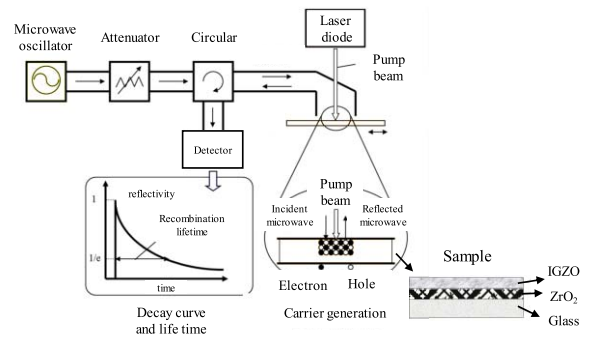 Microwave
oscillator
Attenuator
Circular
Laser
diode
Pump
beam
Detector
1
reflectivity
Recombination
lifetime
1/e
time
Decay curve
and life time
Pump
beam
Incident
microwave
Reflected
microwave
Electron
Hole
Carrier generation
Sample
IGZO
ZrO₂
Glass